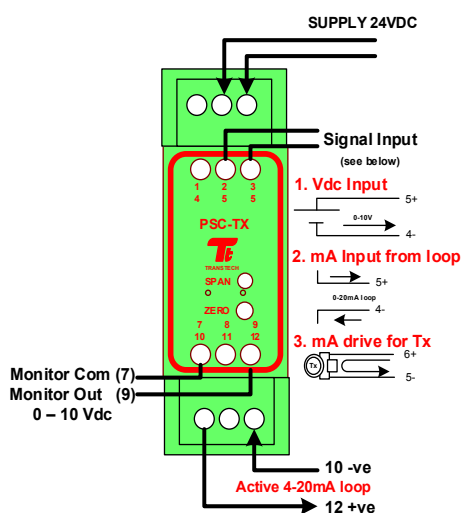 SUPPLY 24VDC
Signal Input
(see below)
1 2 3
4 5 5
1. Vdc Input
5+
0-10V
4-
PSC-TX
TRANSTECH
2. mA Input from loop
5+
0-20mA loop
4-
SPAN
ZERO
3. mA drive for Tx
6+
Tx
5-
7 8 9
10 11 12
Monitor Com (7)
Monitor Out (9)
0 – 10 Vdc
10 -ve
Active 4-20mA loop
12 +ve